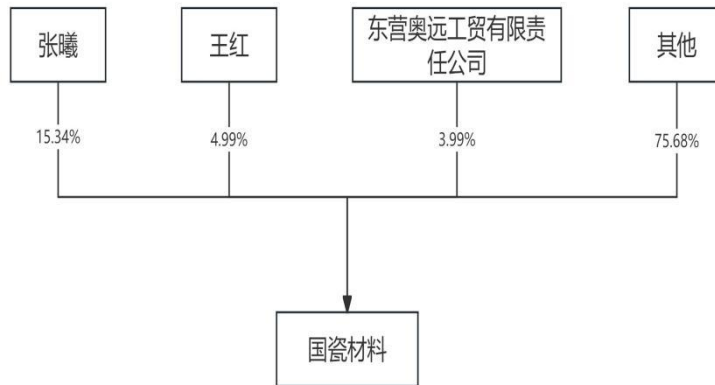 张曦
王红
东营奥远工贸有限责
任公司
其他
15.34%
4.99%
3.99%
75.68%
国瓷材料